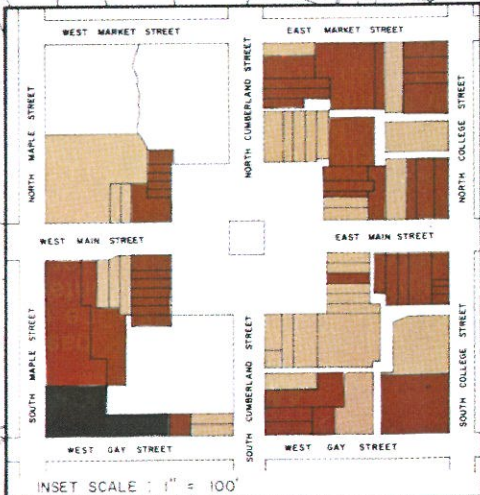 WEST MARKET STREET
EAST MARKET STREET
NORTH MAPLE STREET
NORTH CUMBERLAND STREET
NORTH COLLEGE STREET
WEST MAIN STREET
EAST MAIN STREET
SOUTH MAPLE STREET
SOUTH CUMBERLAND STREET
SOUTH COLLEGE STREET
WEST GAY STREET
WEST GAY STREET
INSET SCALE : 1" = 100'